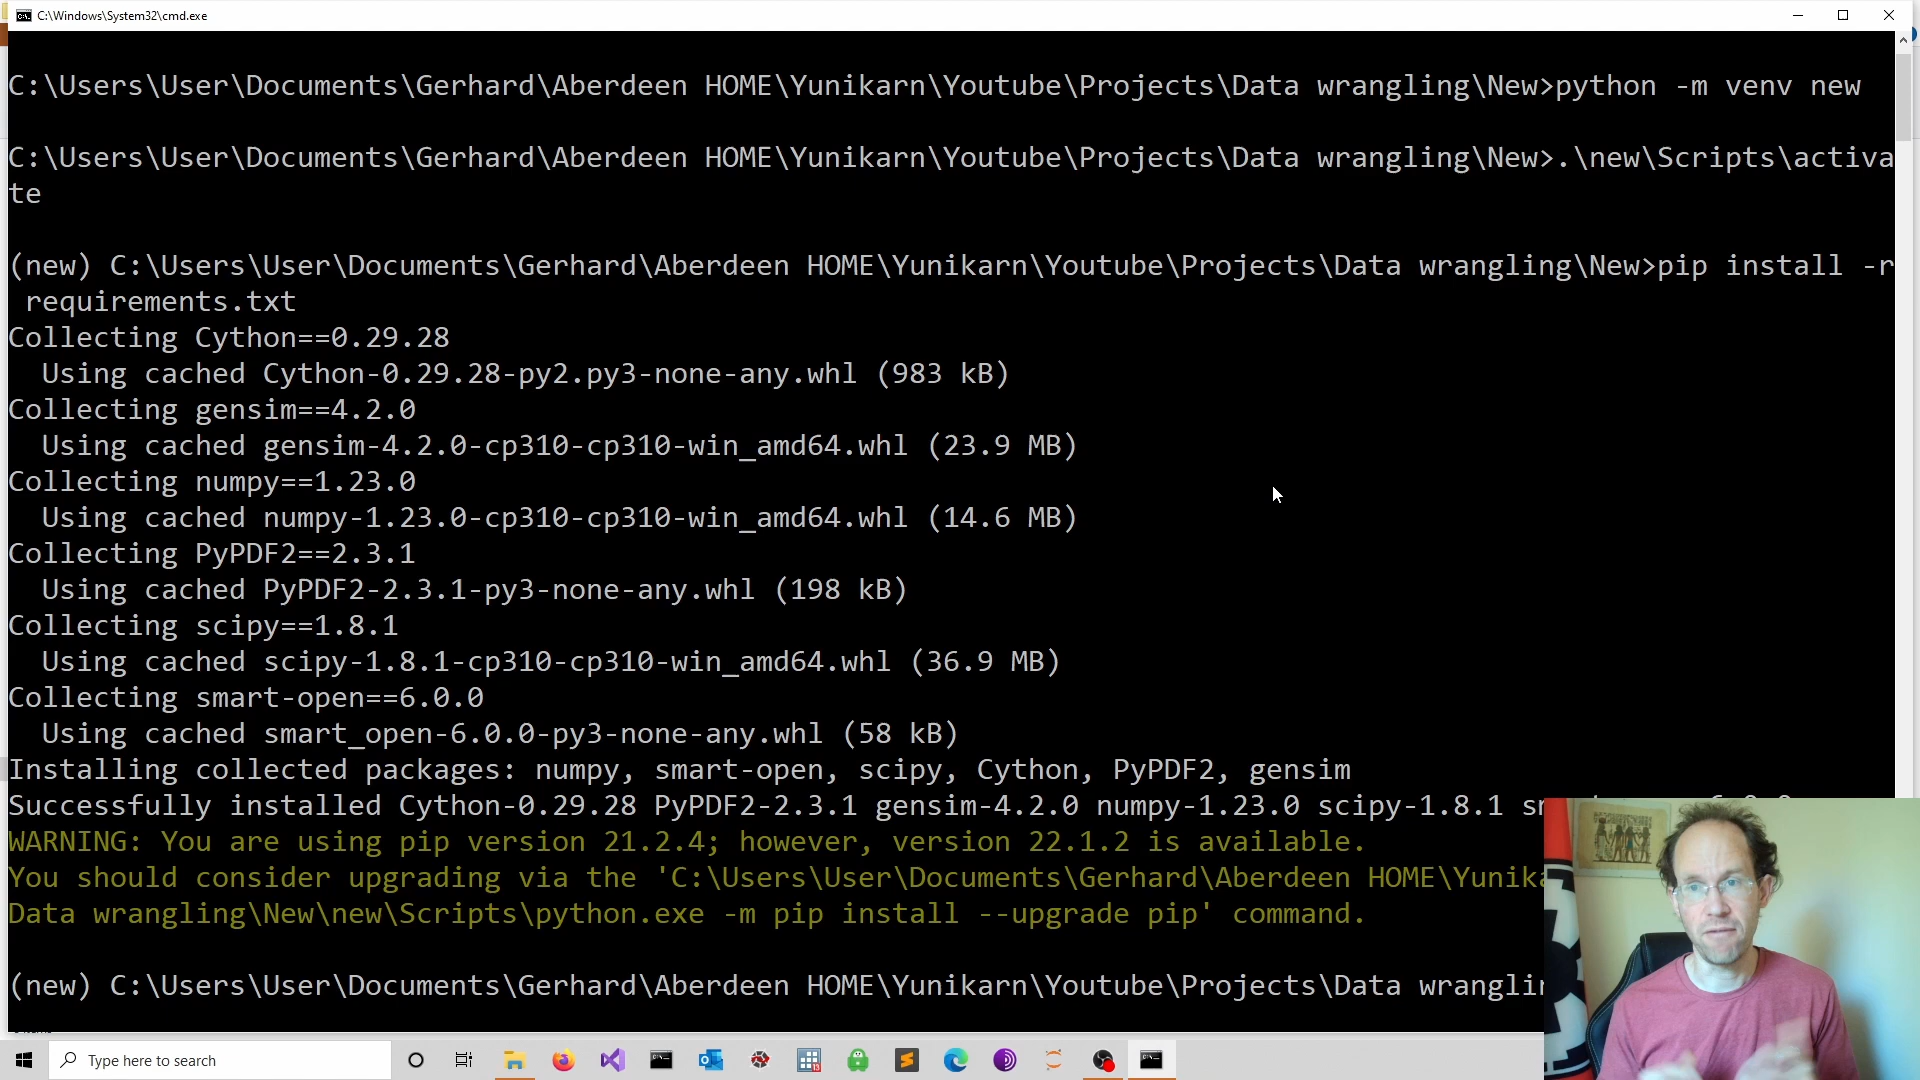 C:\Windows\System32\cmd.exe
C:\Users\User\Documents\Gerhard\Aberdeen HOME\Yunikarn\Youtube\Projects\Data wrangling\New>python -m venv new
C:\Users\User\Documents\Gerhard\Aberdeen HOME\Yunikarn\Youtube\Projects\Data wrangling\New>.\new\Scripts\activa
te
(new) C:\Users\User\Documents\Gerhard\Aberdeen HOME\Yunikarn\Youtube\Projects\Data wrangling\New>pip install -r
requirements.txt
Collecting Cython==0.29.28
Using cached Cython-0.29.28-py2.py3-none-any.whl (983 kB)
Collecting gensim==4.2.0
Using cached gensim-4.2.0-cp310-cp310-win_amd64.whl (23.9 MB)
Collecting numpy==1.23.0
Using cached numpy-1.23.0-cp310-cp310-win_amd64.whl (14.6 MB)
Collecting PyPDF2==2.3.1
Using cached PyPDF2-2.3.1-py3-none-any.whl (198 kB)
Collecting scipy==1.8.1
Using cached scipy-1.8.1-cp310-cp310-win_amd64.whl (36.9 MB)
Collecting smart-open==6.0.0
Using cached smart_open-6.0.0-py3-none-any.whl (58 kB)
Installing collected packages: numpy, smart-open, scipy, Cython, PyPDF2, gensim
Successfully installed Cython-0.29.28 PyPDF2-2.3.1 gensim-4.2.0 numpy-1.23.0 scipy-1.8.1
WARNING: You are using pip version 21.2.4; however, version 22.1.2 is available.
You should consider upgrading via the 'C:\Users\User\Documents\Gerhard\Aberdeen HOME\Yunika
Data wrangling\New\new\Scripts\python.exe -m pip install --upgrade pip' command.
(new) C:\Users\User\Documents\Gerhard\Aberdeen HOME\Yunikarn\Youtube\Projects\Data wranglin
Type here to search